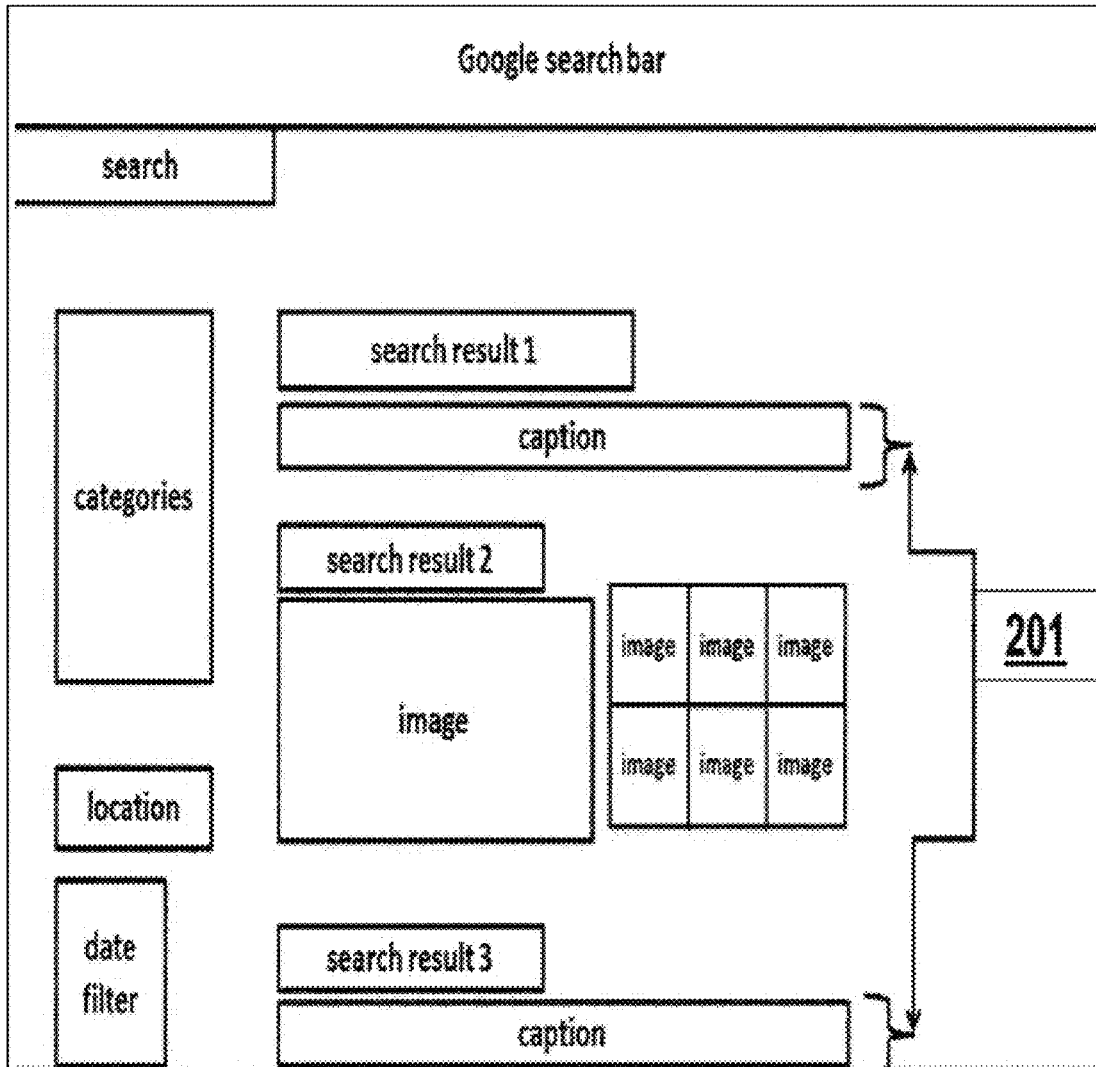 Google search bar
search
categories
search result 1
caption
search result 2
image
image image image
image image image
201
location
date
filter
search result 3
caption